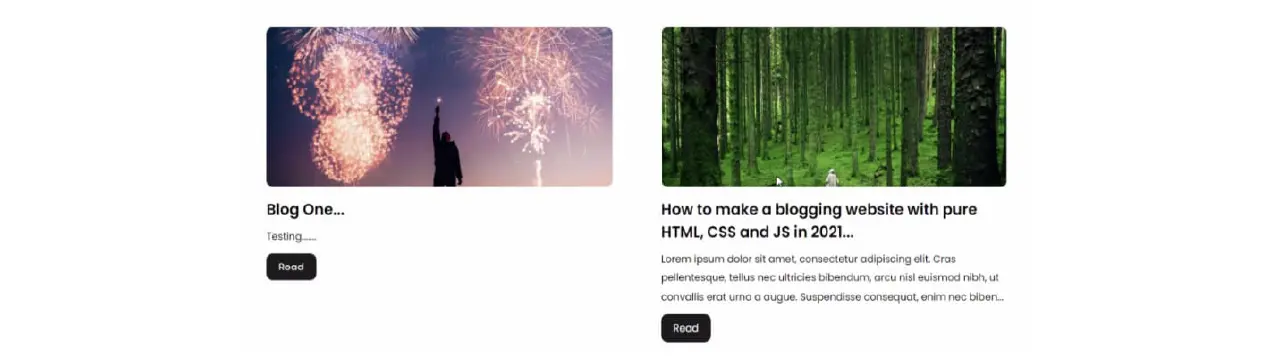 Blog One...
Testing.......
Read
How to make a blogging website with pure
HTML, CSS and JS in 2021...
Lorem ipsum dolor sit amet, consectetur adipiscing elit. Cras
pellentesque, tellus nec ultricies bibendum, arcu nisl euismod nibh, ut
convallis erat urna a augue. Suspendisse consequat, enim nec biben...
Read